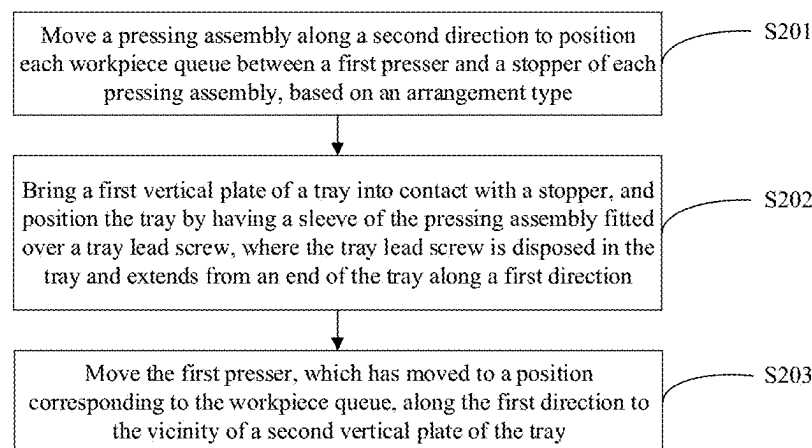 Move a pressing assembly along a second direction to position
each workpiece queue between a first presser and a stopper of each
pressing assembly, based on an arrangement type
S201
Bring a first vertical plate of a tray into contact with a stopper, and
position the tray by having a sleeve of the pressing assembly fitted
over a tray lead screw, where the tray lead screw is disposed in the
tray and extends from an end of the tray along a first direction
S202
Move the first presser, which has moved to a position
corresponding to the workpiece queue, along the first direction to
the vicinity of a second vertical plate of the tray
S203